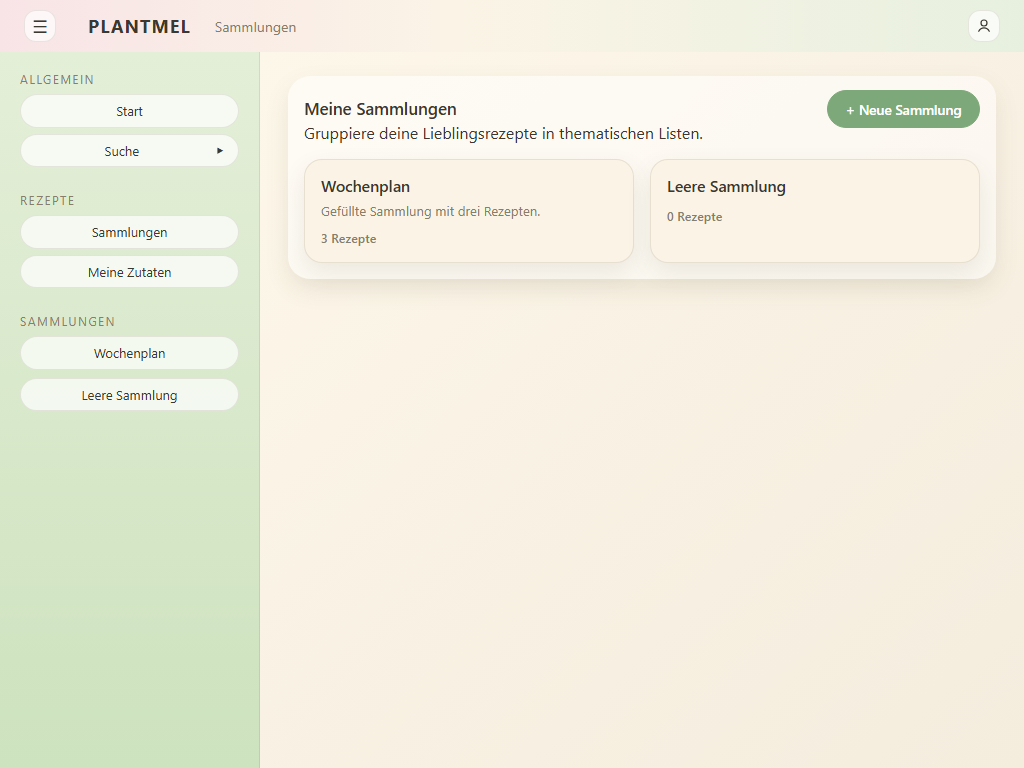 PLANTMEL
Sammlungen
ALLGEMEIN
Start
Suche
REZEPTE
Sammlungen
Meine Zutaten
SAMMLUNGEN
Wochenplan
Leere Sammlung
Meine Sammlungen
Gruppiere deine Lieblingsrezepte in thematischen Listen.
+ Neue Sammlung
Wochenplan
Gefüllte Sammlung mit drei Rezepten.
3 Rezepte
Leere Sammlung
0 Rezepte